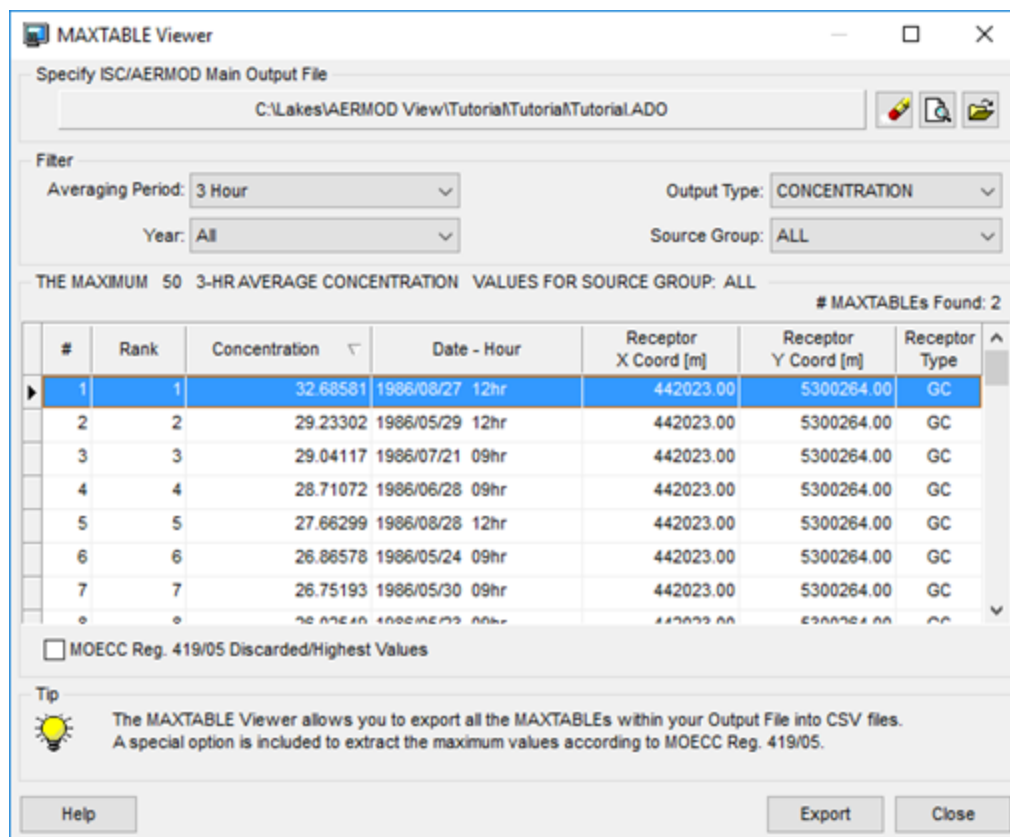 MAXTABLE Viewer
Specify ISC/AERMOD Main Output File
C:\Lakes\AERMOD View\Tutorial\Tutorial\Tutorial.ADO
Filter
Averaging Period: 3 Hour Output Type: CONCENTRATION
Year: All Source Group: ALL
THE MAXIMUM 50 3-HR AVERAGE CONCENTRATION VALUES FOR SOURCE GROUP: ALL
# MAXTABLEs Found: 2
# Rank Concentration Date - Hour Receptor X Coord [m] Receptor Y Coord [m] Receptor Type
1 1 32.68581 1986/08/27 12hr 442023.00 5300264.00 GC
2 2 29.23302 1986/05/29 12hr 442023.00 5300264.00 GC
3 3 29.04117 1986/07/21 09hr 442023.00 5300264.00 GC
4 4 28.71072 1986/06/28 09hr 442023.00 5300264.00 GC
5 5 27.66299 1986/08/28 12hr 442023.00 5300264.00 GC
6 6 26.86578 1986/05/24 09hr 442023.00 5300264.00 GC
7 7 26.75193 1986/05/30 09hr 442023.00 5300264.00 GC
MOECC Reg. 419/05 Discarded/Highest Values
Tip
The MAXTABLE Viewer allows you to export all the MAXTABLEs within your Output File into CSV files.
A special option is included to extract the maximum values according to MOECC Reg. 419/05.
Help Export Close